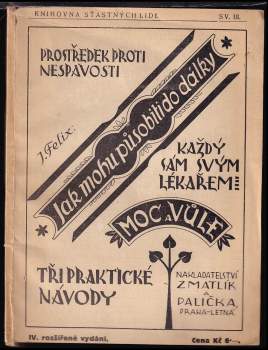 KNIHOVNA ŠŤASTNÝCH LIDÍ.
SV. 18.
PROSTŘEDEK PROTI
NESPAVOSTI
J. Felix:
Jak mohu působiti do dálky
KAŽDÝ
SÁM SVÝM
LÉKAŘEM
MOC VŮLE
TŘI PRAKTICKÉ
NÁVODY
NAKLADATELSTVÍ
ZMATLÍK
A
PALIČKA,
PRAHA-LETNÁ
IV. rozšířené vydání.
Cena Kč 6·—